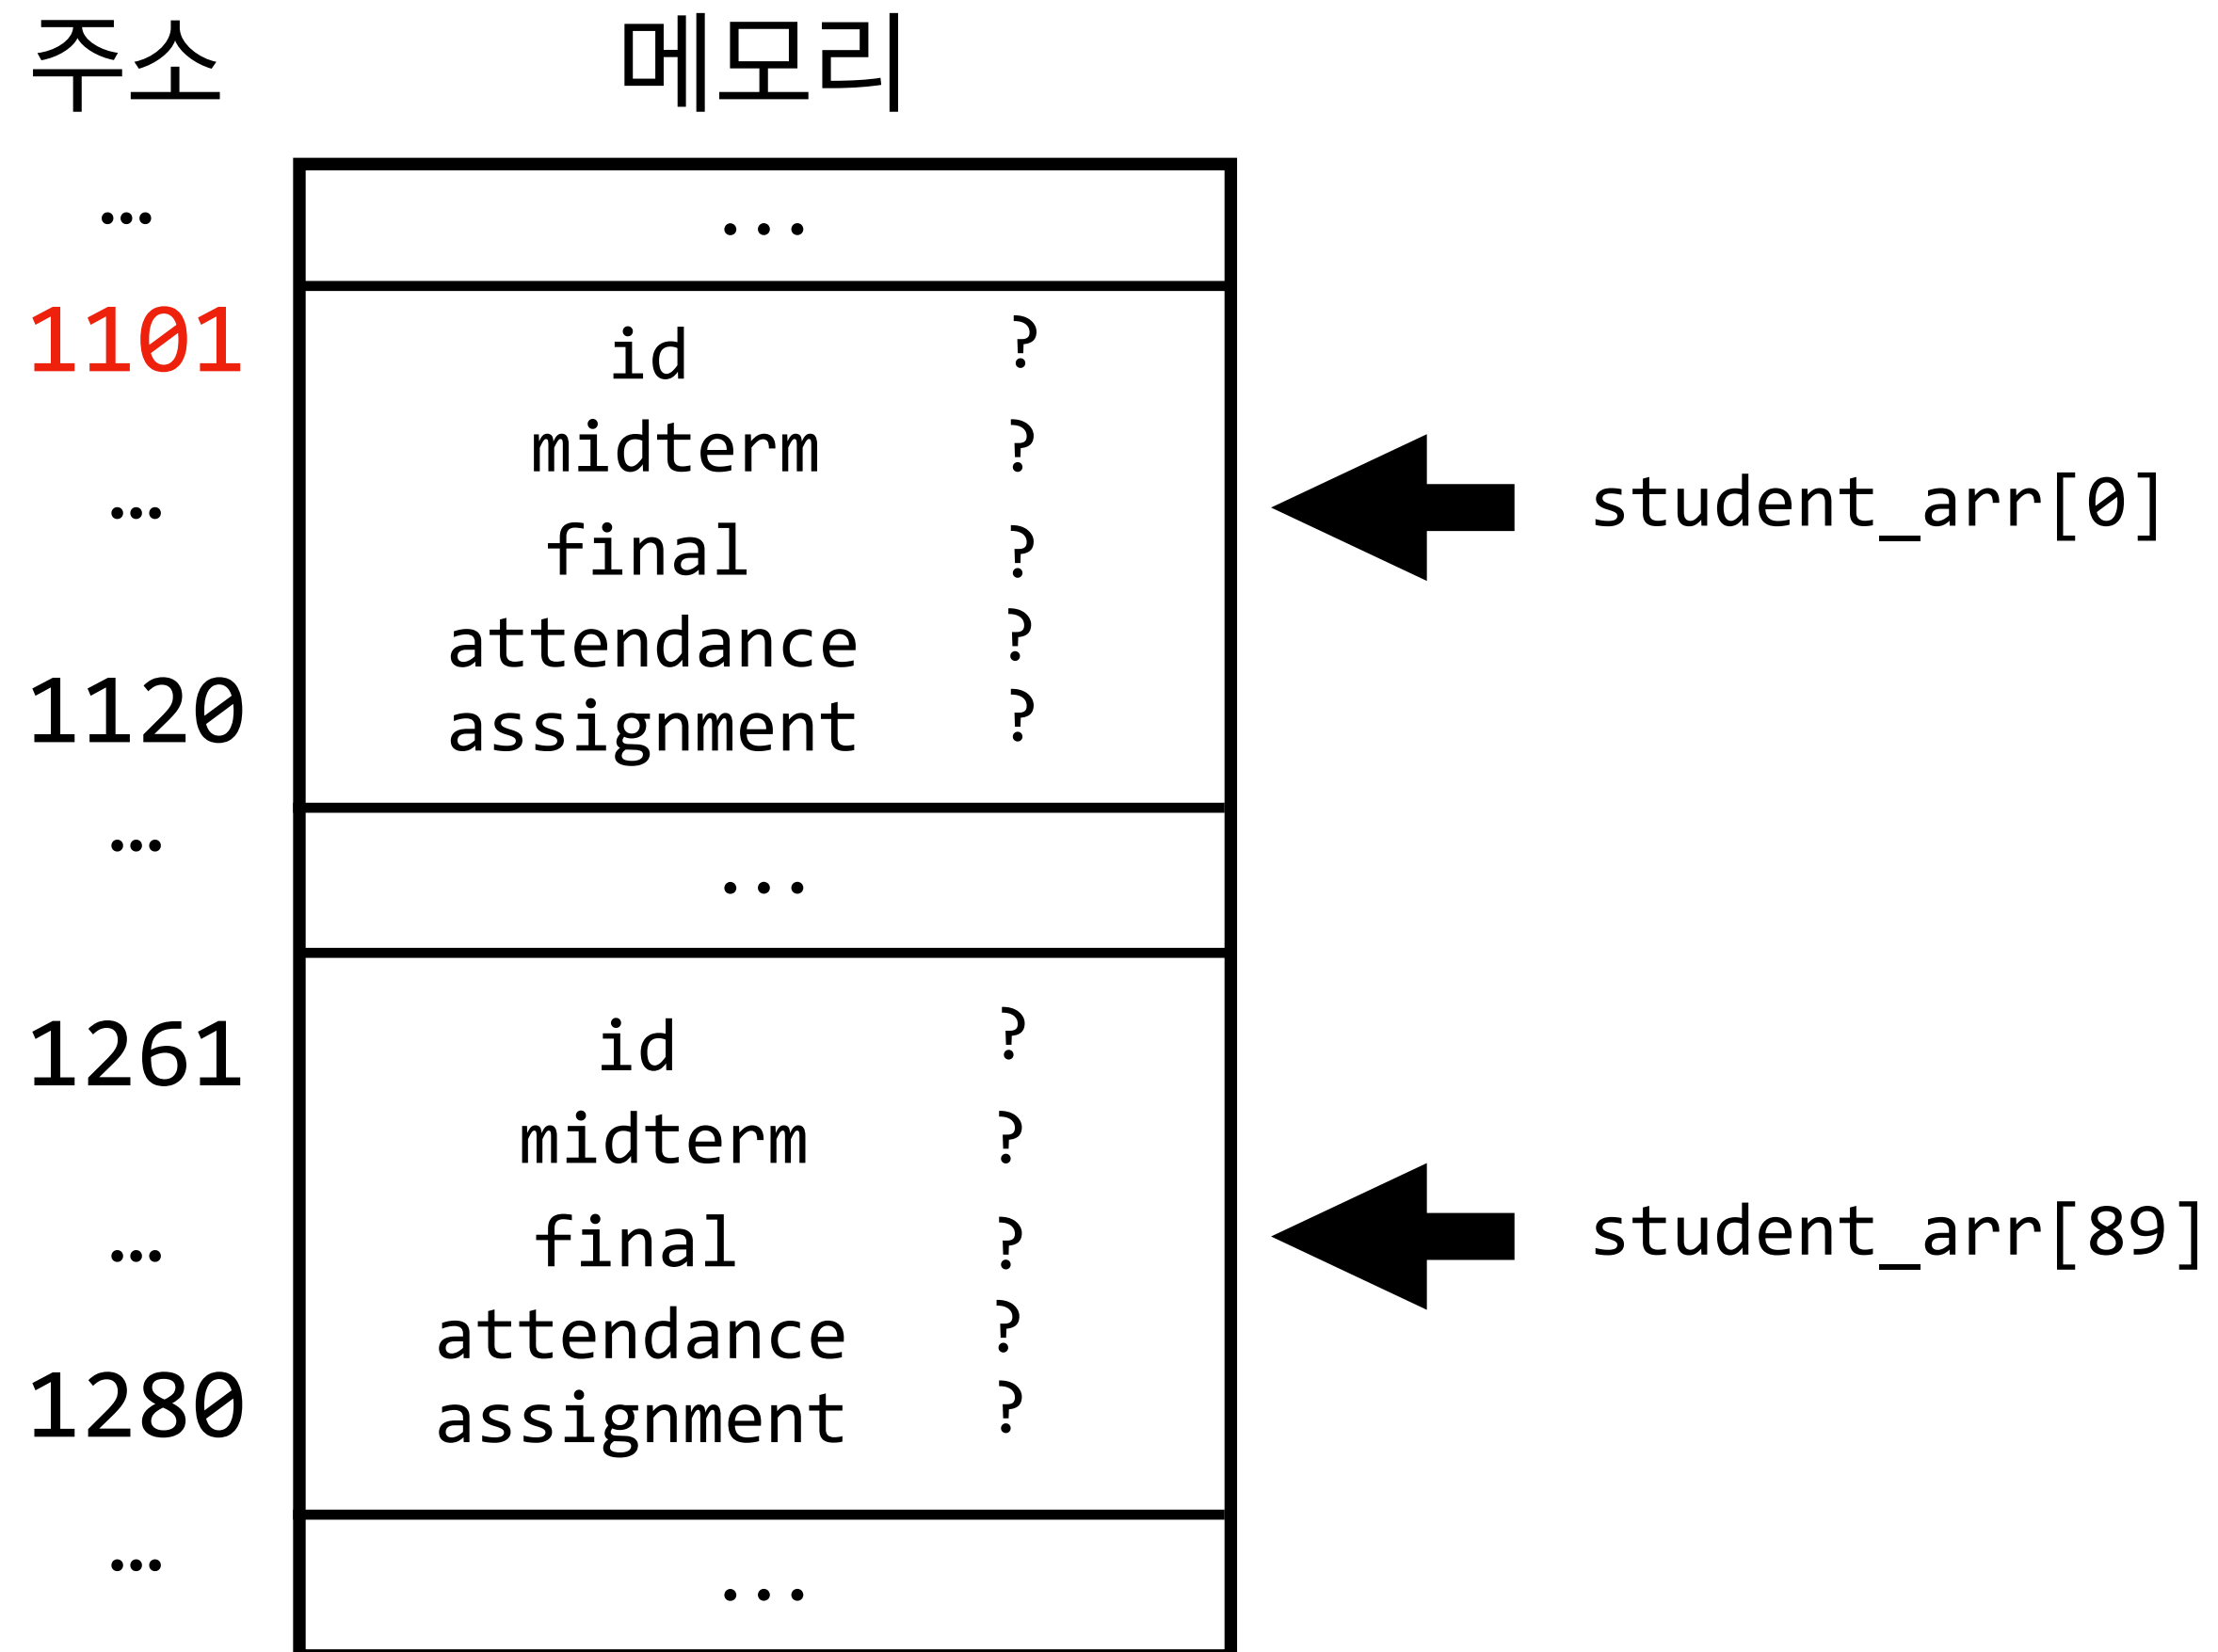 주소 메모리
... ...
1101 id ?
midterm ?
... student_arr[0]
final ?
attendance ?
1120 assignment ?
... ...
1261 id ?
midterm ?
... final ? student_arr[89]
attendance ?
1280 assignment ?
... ...